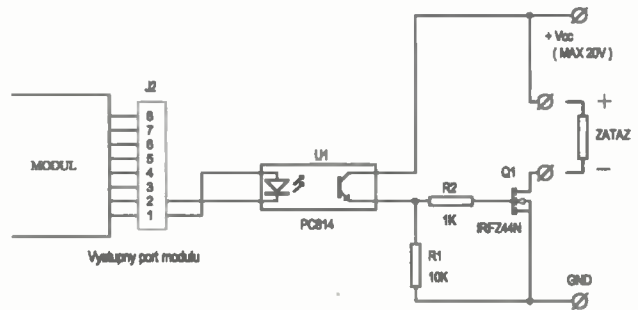 + Vcc
( MAX 20V )
J2
8
7
6
5
4
3
2
1
MODUL
U1
PC814
+
ZATAZ
−
Q1
R2
1K
IRFZ44N
R1
10K
GND
Vystupny port modulu